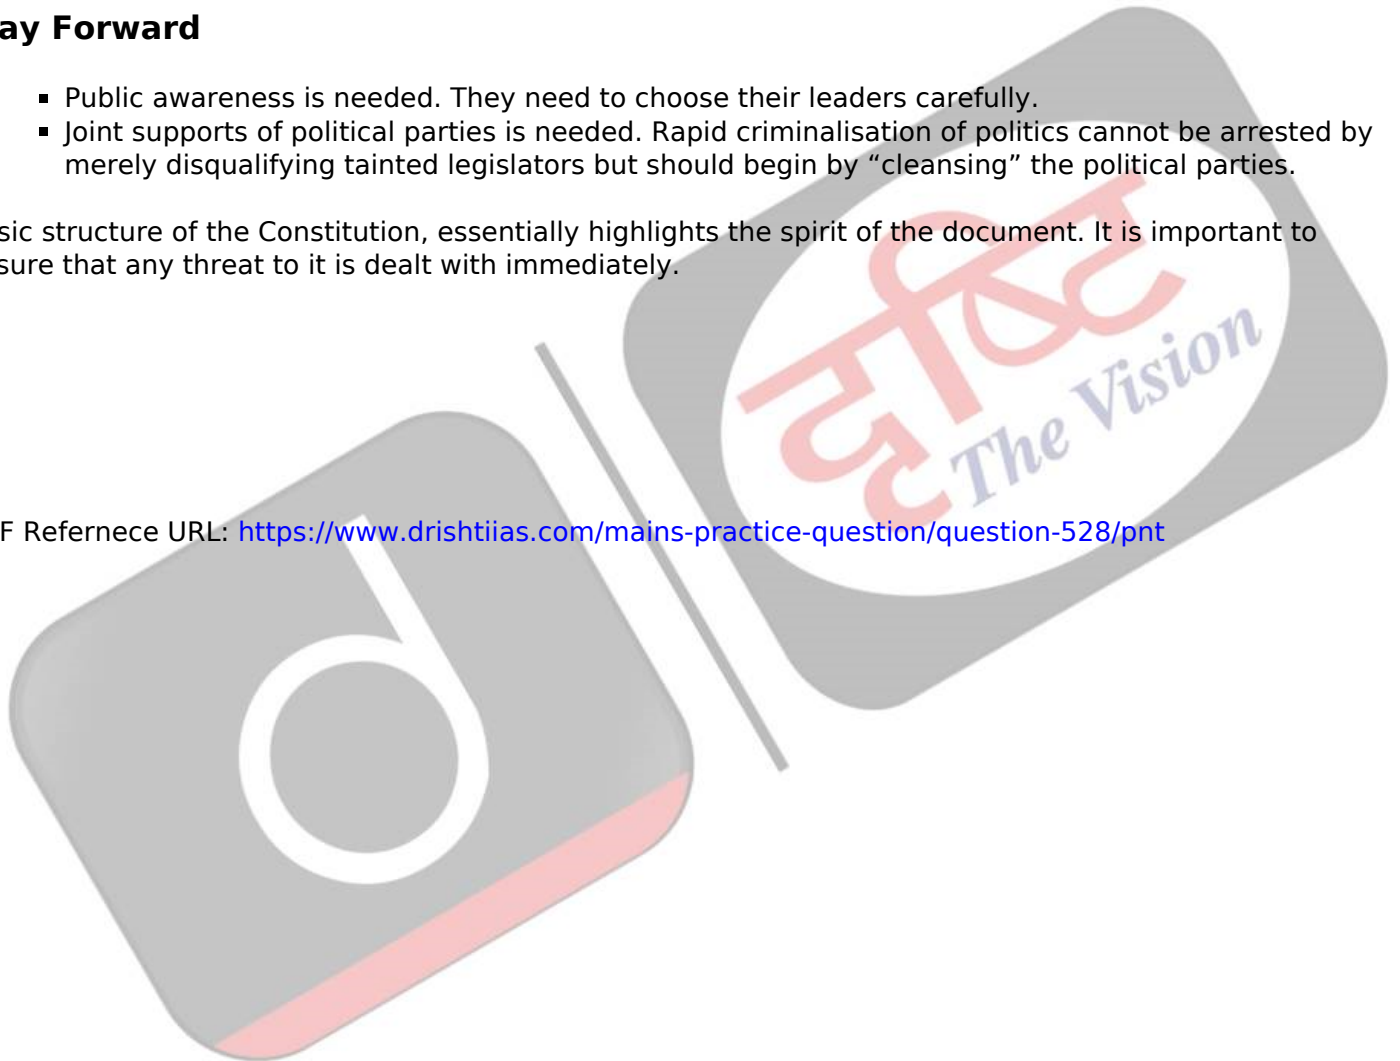 ay Forward
▪ Public awareness is needed. They need to choose their leaders carefully.
▪ Joint supports of political parties is needed. Rapid criminalisation of politics cannot be arrested by
merely disqualifying tainted legislators but should begin by “cleansing” the political parties.
sic structure of the Constitution, essentially highlights the spirit of the document. It is important to
sure that any threat to it is dealt with immediately.
दृष्टि
The Vision
F Refernece URL: https://www.drishtiias.com/mains-practice-question/question-528/pnt
d